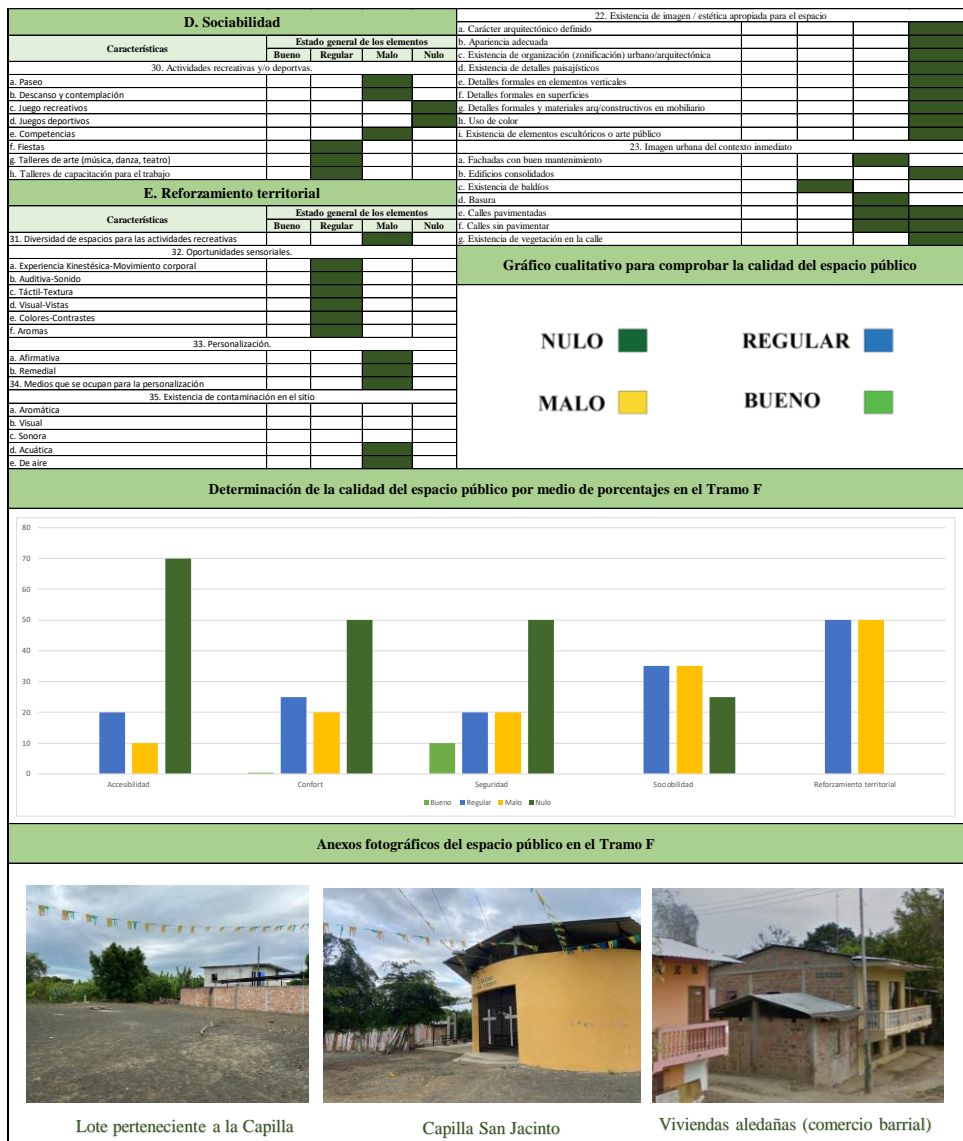 D. Sociabilidad
Características
Estado general de los elementos
Bueno Regular Malo Nulo
30. Actividades recreativas y/o deportvas.
a. Paseo
b. Descanso y contemplación
c. Juego recreativos
d. Juegos deportivos
e. Competencias
f. Fiestas
g. Talleres de arte (música, danza, teatro)
h. Talleres de capacitación para el trabajo
E. Reforzamiento territorial
Características
Estado general de los elementos
Bueno Regular Malo Nulo
31. Diversidad de espacios para las actividades recreativas
32. Oportunidades sensoriales.
a. Experiencia Kinestésica-Movimiento corporal
b. Auditiva-Sonido
c. Táctil-Textura
d. Visual-Vistas
e. Colores-Contrastes
f. Aromas
33. Personalización.
a. Afirmativa
b. Remedial
34. Medios que se ocupan para la personalización
35. Existencia de contaminación en el sitio
a. Aromática
b. Visual
c. Sonora
d. Acuática
e. De aire
22. Existencia de imagen / estética apropiada para el espacio
a. Carácter arquitectónico definido
b. Apariencia adecuada
c. Existencia de organización (zonificación) urbano/arquitectónica
d. Existencia de detalles paisajísticos
e. Detalles formales en elementos verticales
f. Detalles formales en superficies
g. Detalles formales y materiales arq/constructivos en mobiliario
h. Uso de color
i. Existencia de elementos escultóricos o arte público
23. Imagen urbana del contexto inmediato
a. Fachadas con buen mantenimiento
b. Edificios consolidados
c. Existencia de baldíos
d. Basura
e. Calles pavimentadas
f. Calles sin pavimentar
g. Existencia de vegetación en la calle
Gráfico cualitativo para comprobar la calidad del espacio público
NULO REGULAR
MALO BUENO
Determinación de la calidad del espacio público por medio de porcentajes en el Tramo F
80
70
60
50
40
30
20
10
0
Accesibilidad Confort Seguridad Sociobilidad Reforzamiento territorial
Bueno Regular Malo Nulo
Anexos fotográficos del espacio público en el Tramo F
Lote perteneciente a la Capilla
Capilla San Jacinto
Viviendas aledañas (comercio barrial)